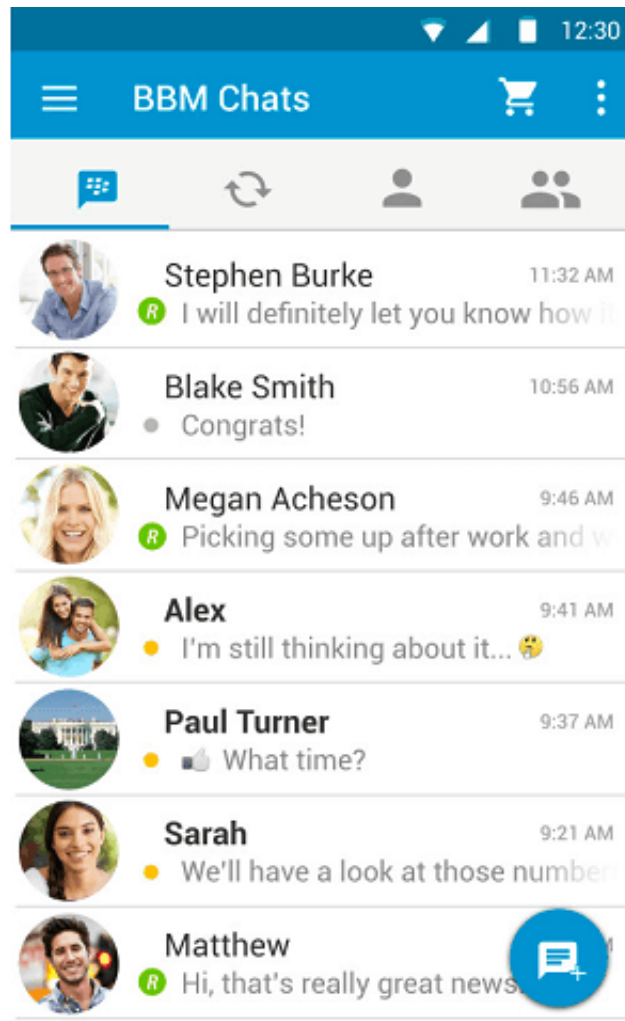 12:30
BBM Chats
Stephen Burke 11:32 AM
R I will definitely let you know how
Blake Smith 10:56 AM
Congrats!
Megan Acheson 9:46 AM
R Picking some up after work and
Alex 9:41 AM
I'm still thinking about it...
Paul Turner 9:37 AM
What time?
Sarah 9:21 AM
We'll have a look at those number
Matthew
R Hi, that's really great news.